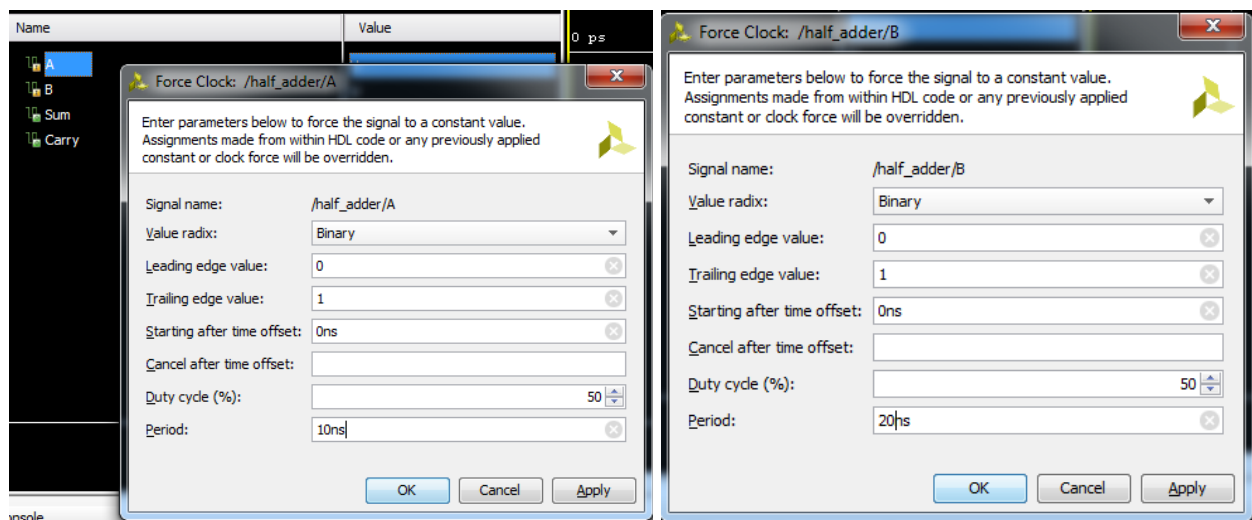 Name Value
0 ps
A
B
Sum
Carry
Force Clock: /half_adder/A
Enter parameters below to force the signal to a constant value.
Assignments made from within HDL code or any previously applied
constant or clock force will be overridden.
Signal name: /half_adder/A
Value radix: Binary
Leading edge value: 0
Trailing edge value: 1
Starting after time offset: 0ns
Cancel after time offset:
Duty cycle (%): 50
Period: 10ns
OK Cancel Apply
Force Clock: /half_adder/B
Enter parameters below to force the signal to a constant value.
Assignments made from within HDL code or any previously applied
constant or clock force will be overridden.
Signal name: /half_adder/B
Value radix: Binary
Leading edge value: 0
Trailing edge value: 1
Starting after time offset: 0ns
Cancel after time offset:
Duty cycle (%): 50
Period: 20ns
OK Cancel Apply